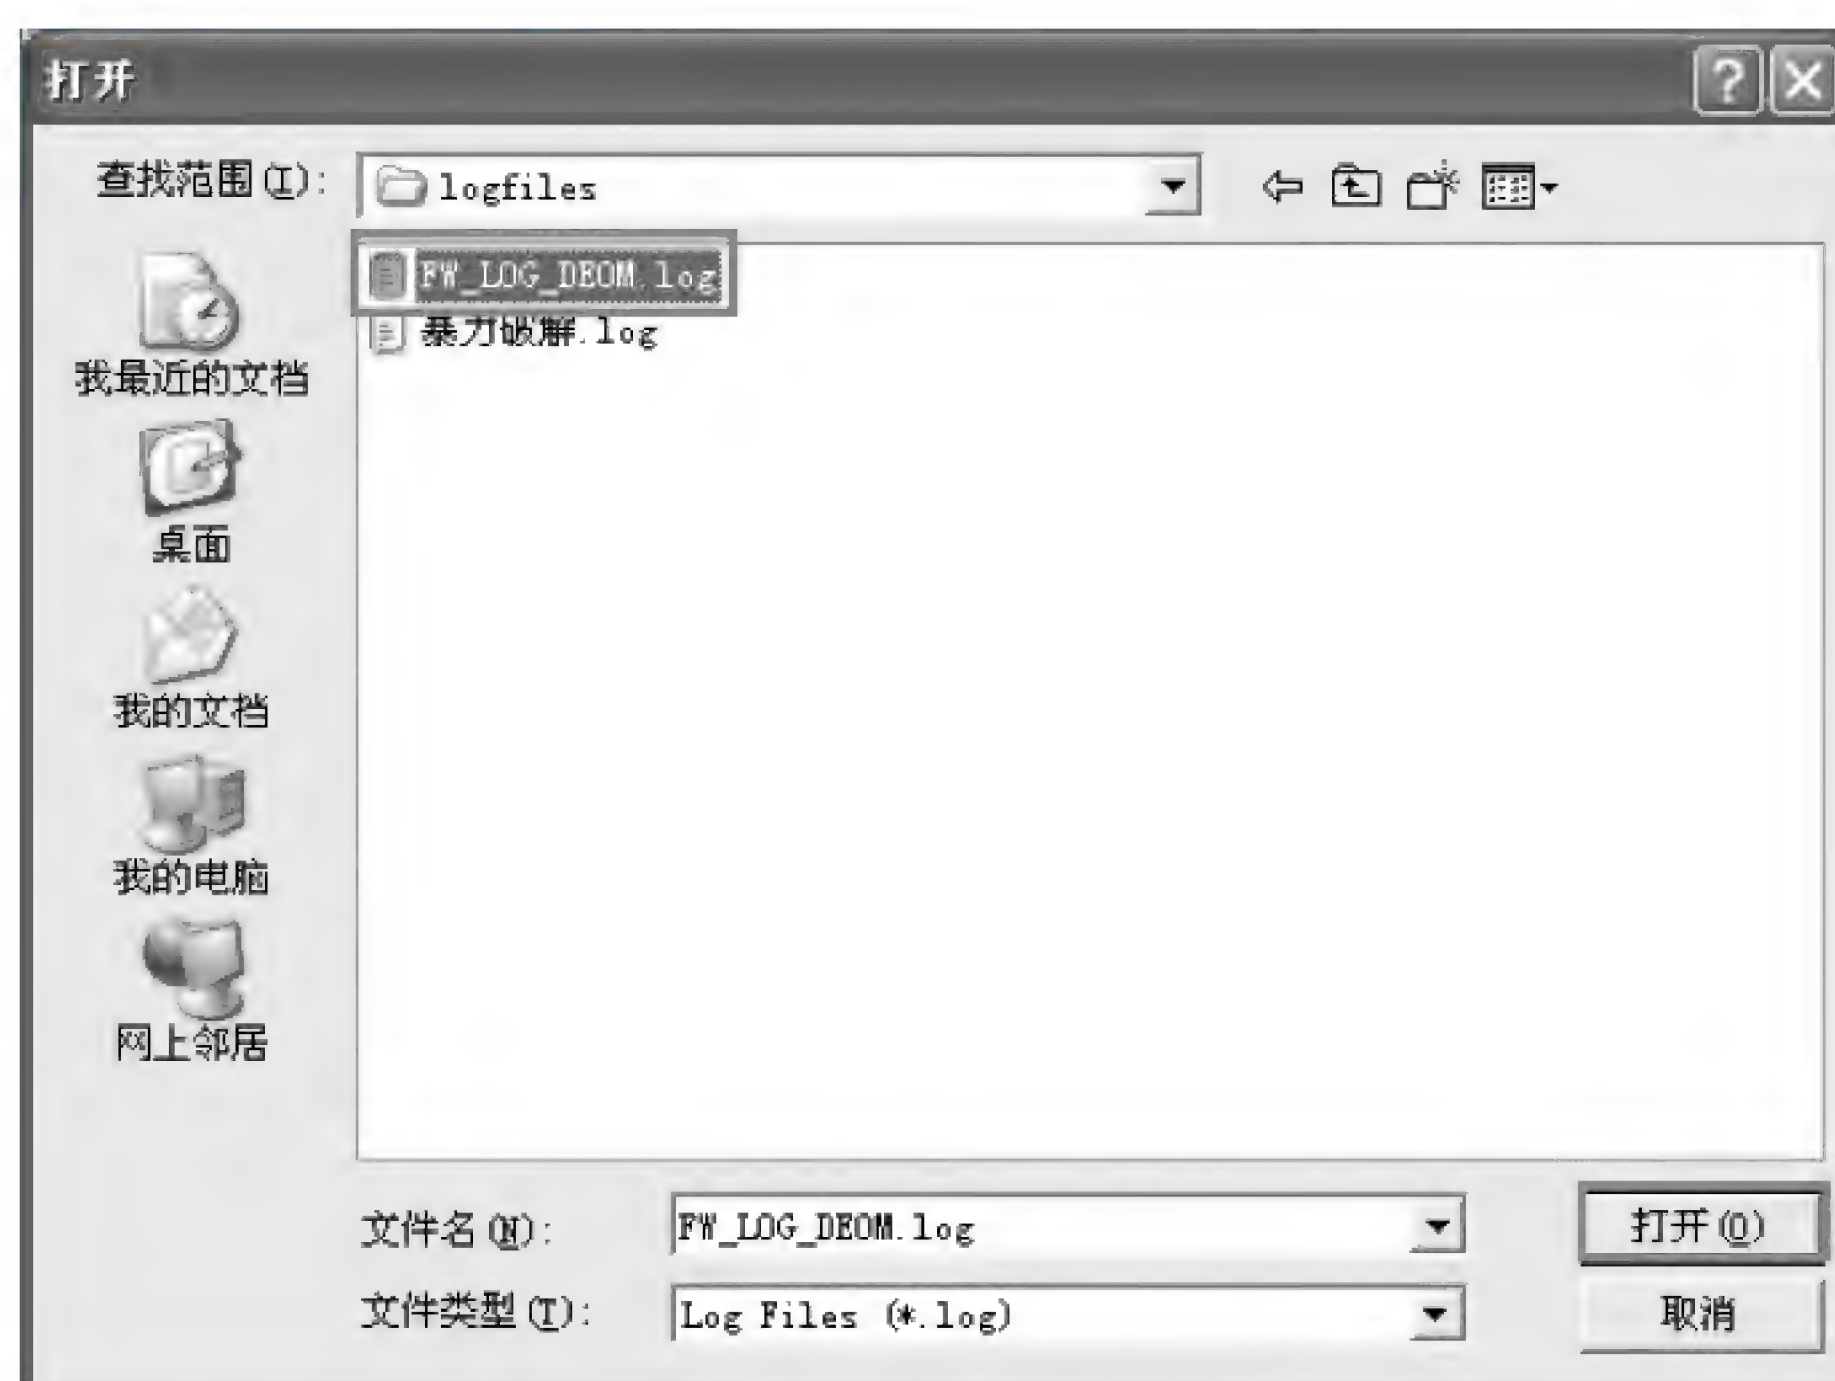 打开
查找范围(I): logfiles
FW_LOG_DEOM.log
暴力破解.log
我最近的文档
桌面
我的文档
我的电脑
网上邻居
文件名(N): FW_LOG_DEOM.log 打开(O)
文件类型(T): Log Files (*.log) 取消